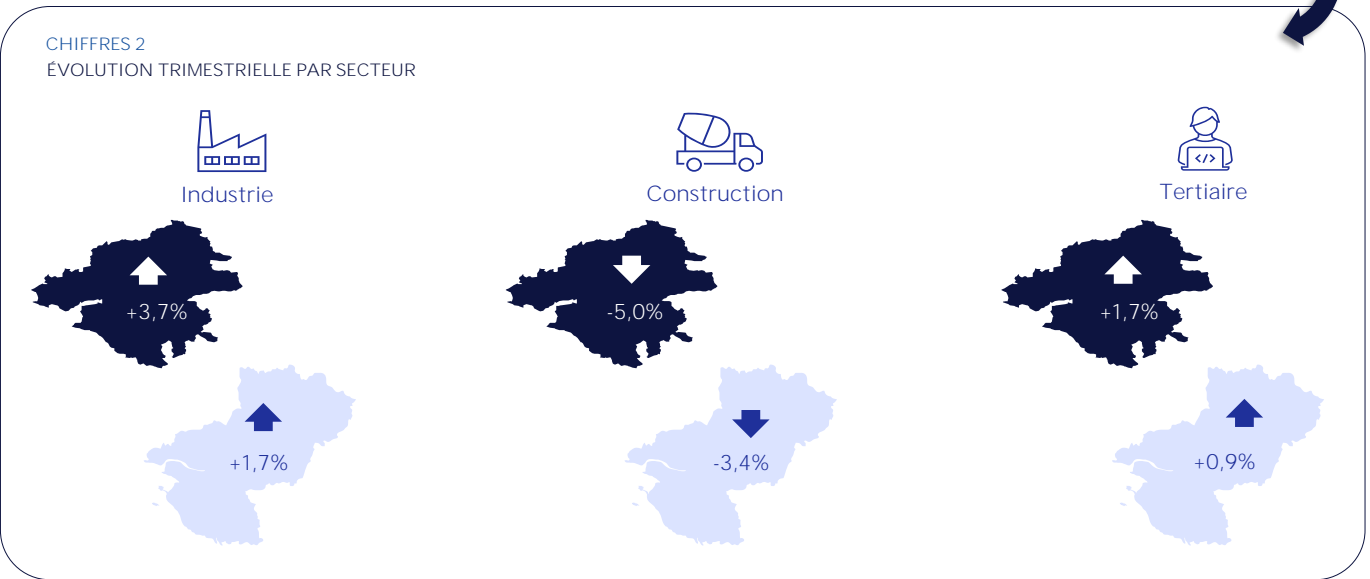 CHIFFRES 2
ÉVOLUTION TRIMESTRIELLE PAR SECTEUR
Industrie
Construction
Tertiaire
+3,7%
-5,0%
+1,7%
+1,7%
-3,4%
+0,9%